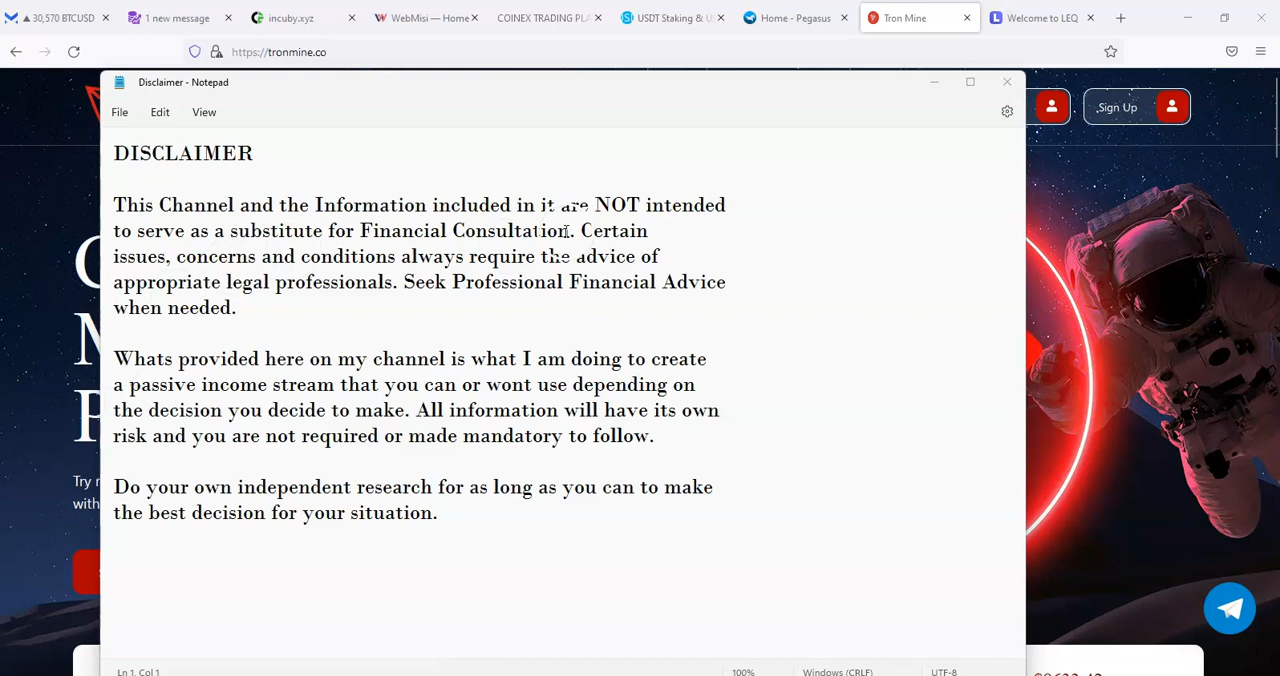 30,570 BTCUSD
1 new message
incuby.xyz
WebMisi — Home
COINEX TRADING PL
USDT Staking & U
Home - Pegasus
Tron Mine
Welcome to LEQ
https://tronmine.co
Disclaimer - Notepad
File Edit View
Sign Up
DISCLAIMER
This Channel and the Information included in it are NOT intended
to serve as a substitute for Financial Consultation. Certain
issues, concerns and conditions always require the advice of
appropriate legal professionals. Seek Professional Financial Advice
when needed.
Whats provided here on my channel is what I am doing to create
a passive income stream that you can or wont use depending on
the decision you decide to make. All information will have its own
risk and you are not required or made mandatory to follow.
Do your own independent research for as long as you can to make
the best decision for your situation.
Try
with
Ln 1, Col 1
100%
Windows (CRLF)
UTF-8